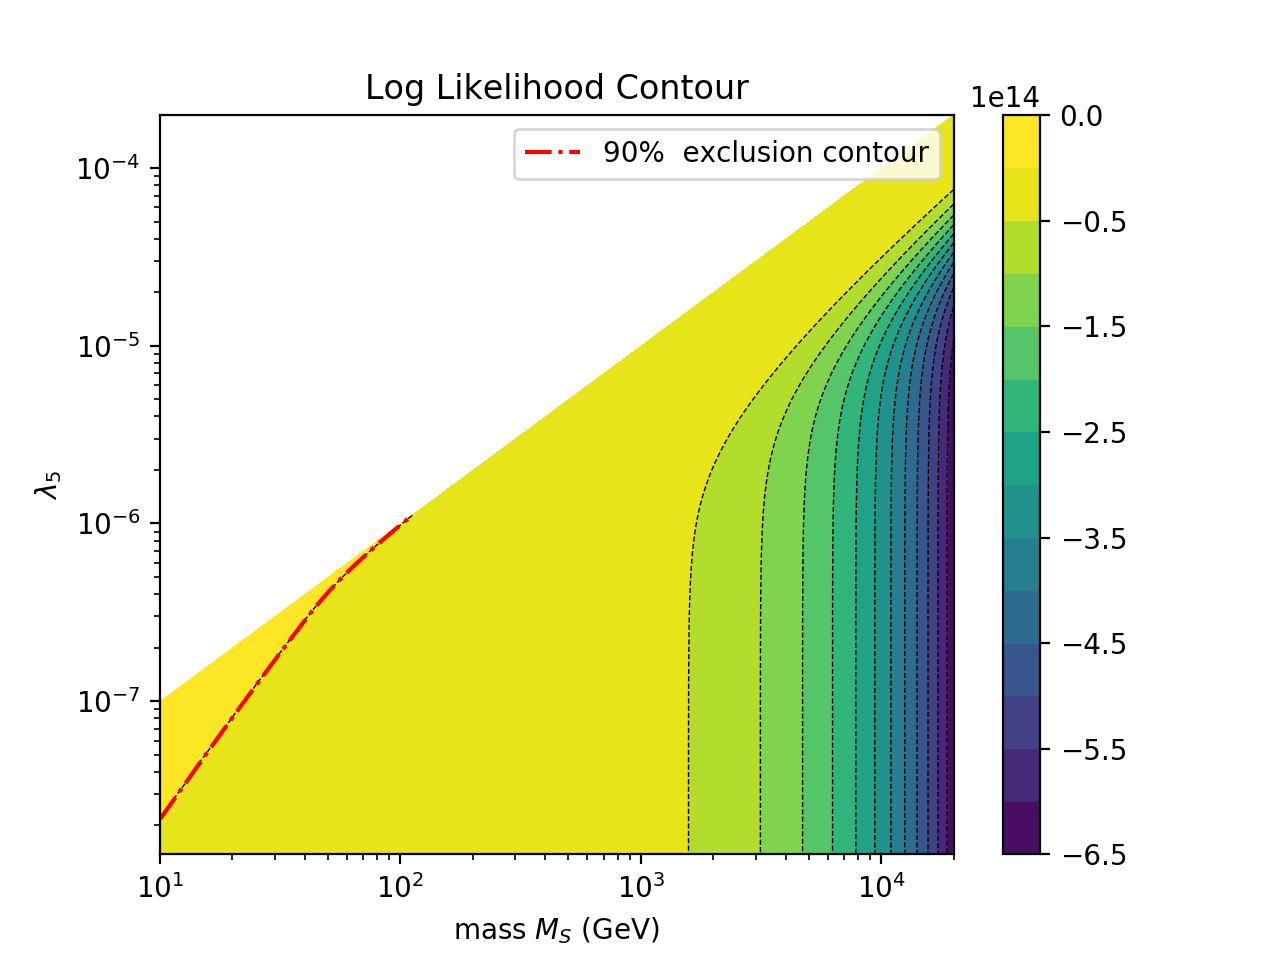 Log Likelihood Contour
1e14
90%  exclusion contour
0.0
−0.5
−1.5
−2.5
−3.5
−4.5
−5.5
−6.5
10⁻⁴
10⁻⁵
10⁻⁶
10⁻⁷
λ₅
10¹ 10² 10³ 10⁴
mass M_S (GeV)